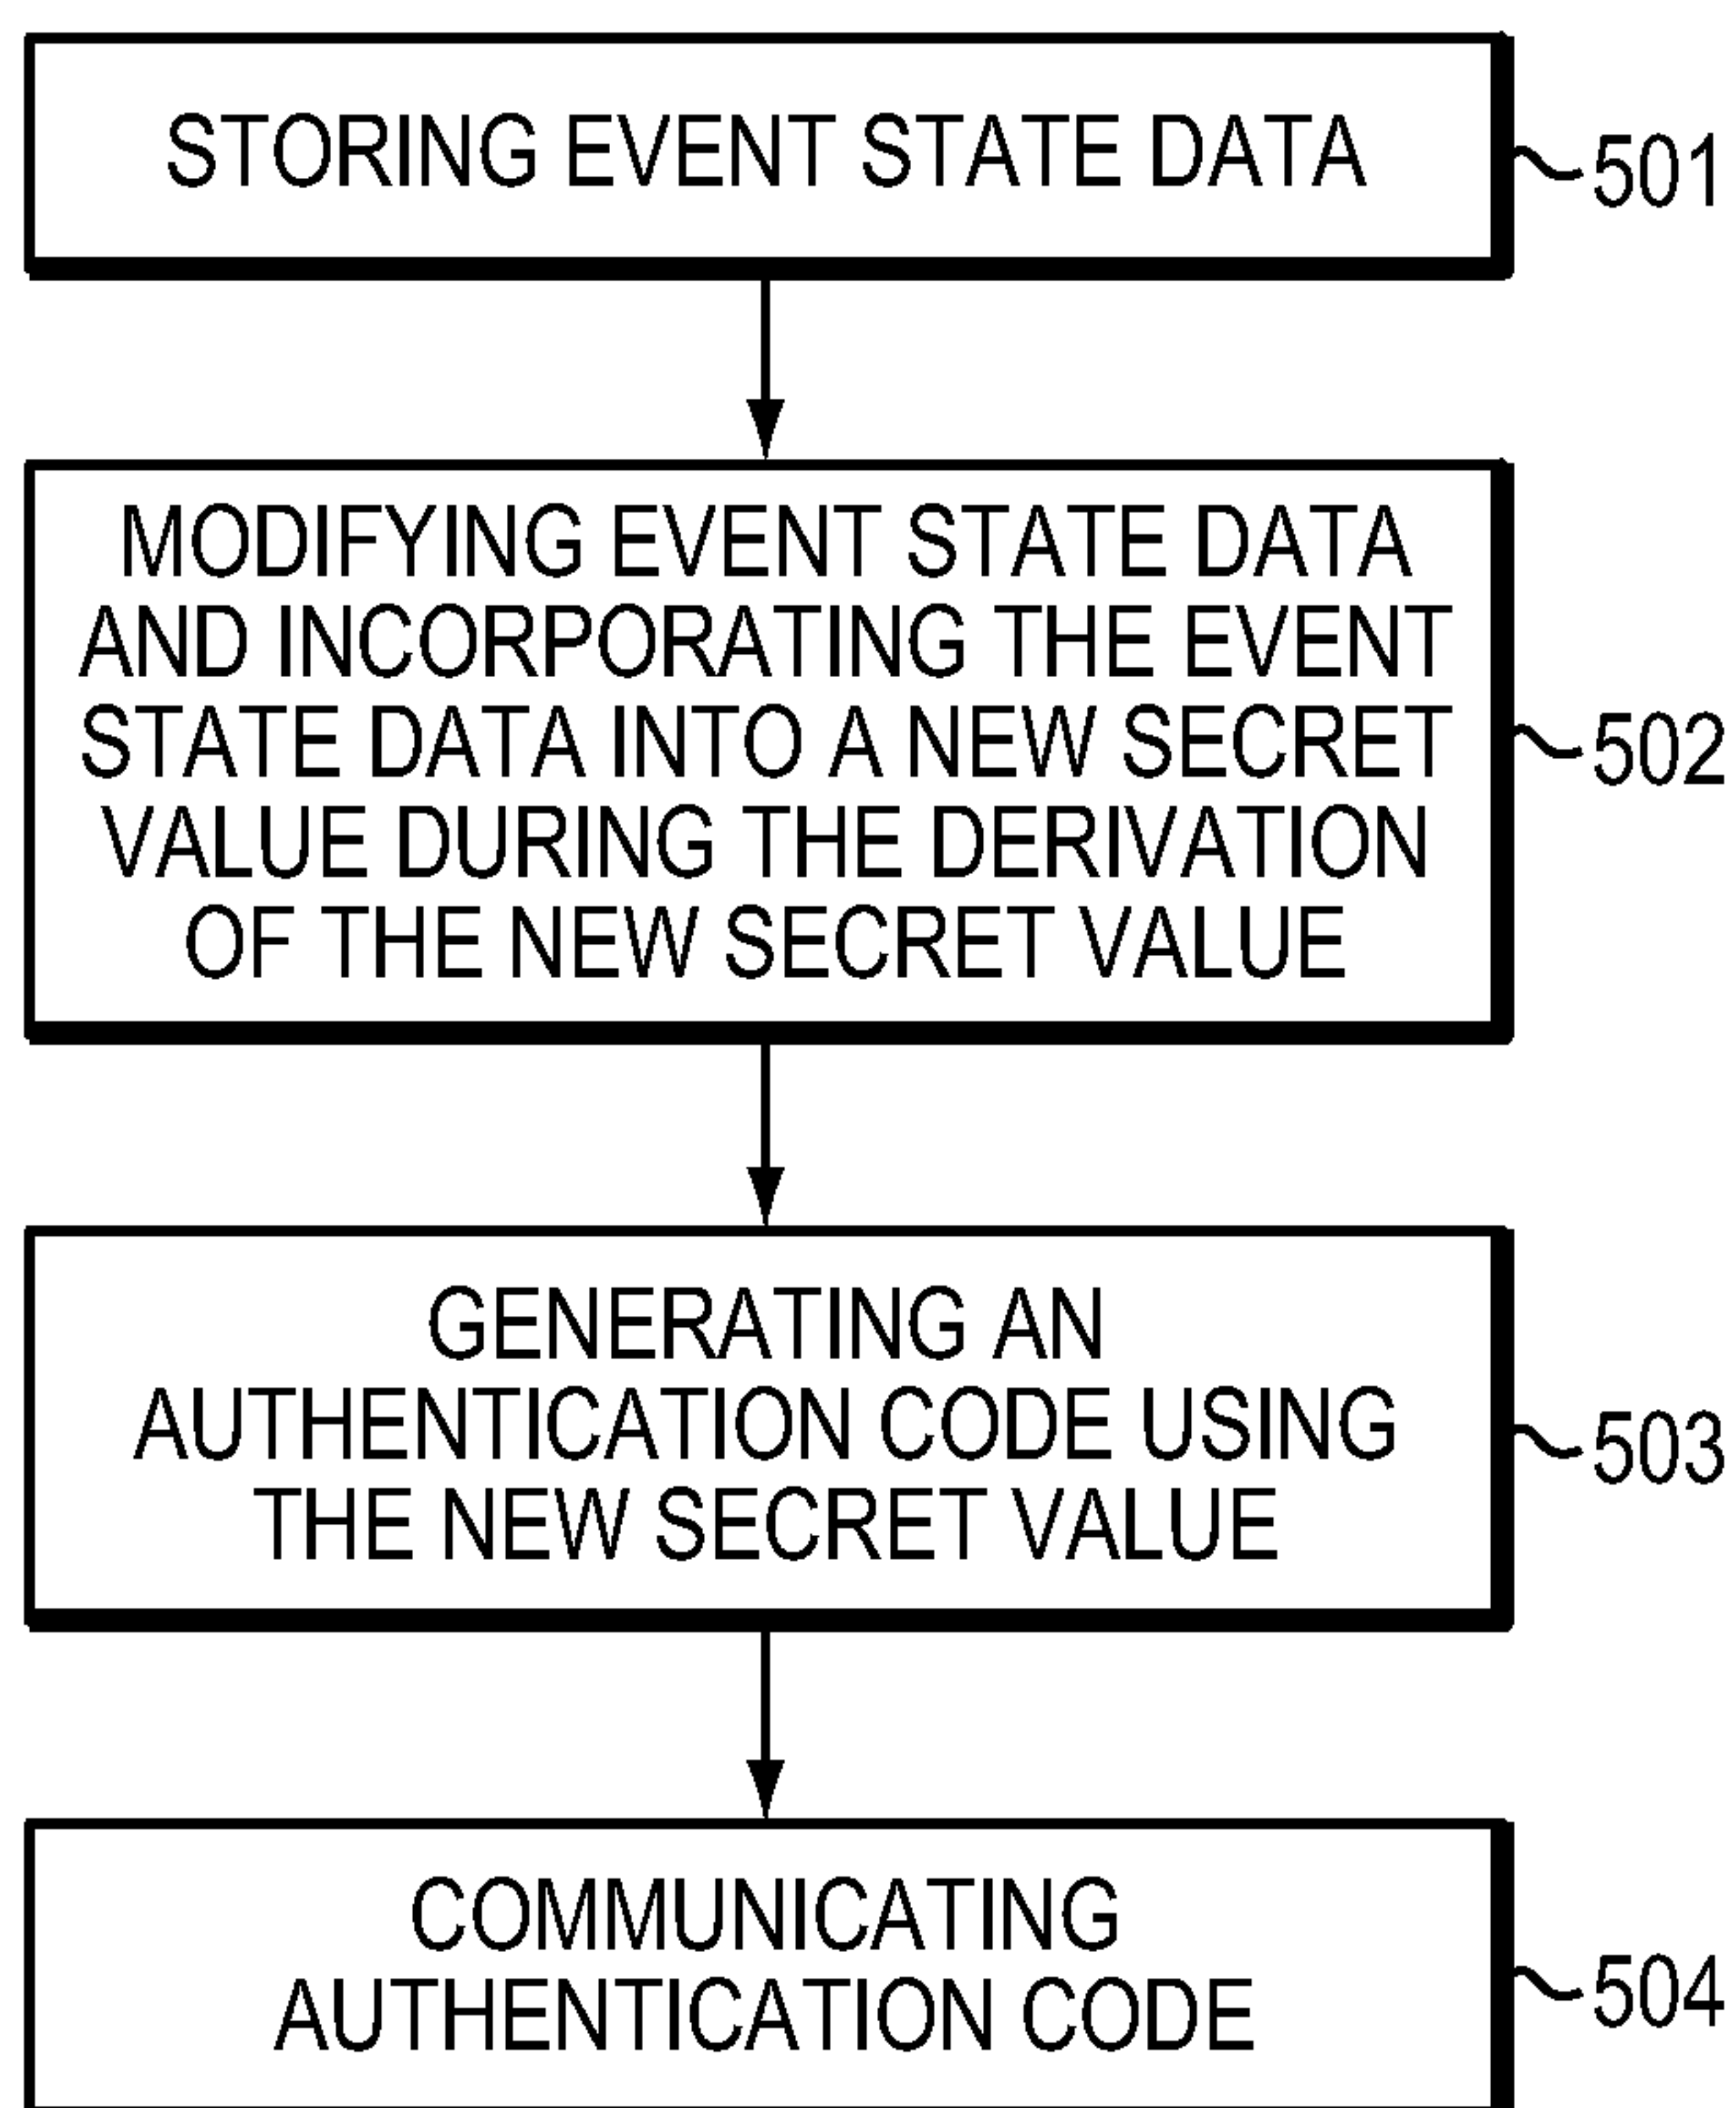 STORING EVENT STATE DATA
501
MODIFYING EVENT STATE DATA
AND INCORPORATING THE EVENT
STATE DATA INTO A NEW SECRET
VALUE DURING THE DERIVATION
OF THE NEW SECRET VALUE
502
GENERATING AN
AUTHENTICATION CODE USING
THE NEW SECRET VALUE
503
COMMUNICATING
AUTHENTICATION CODE
504